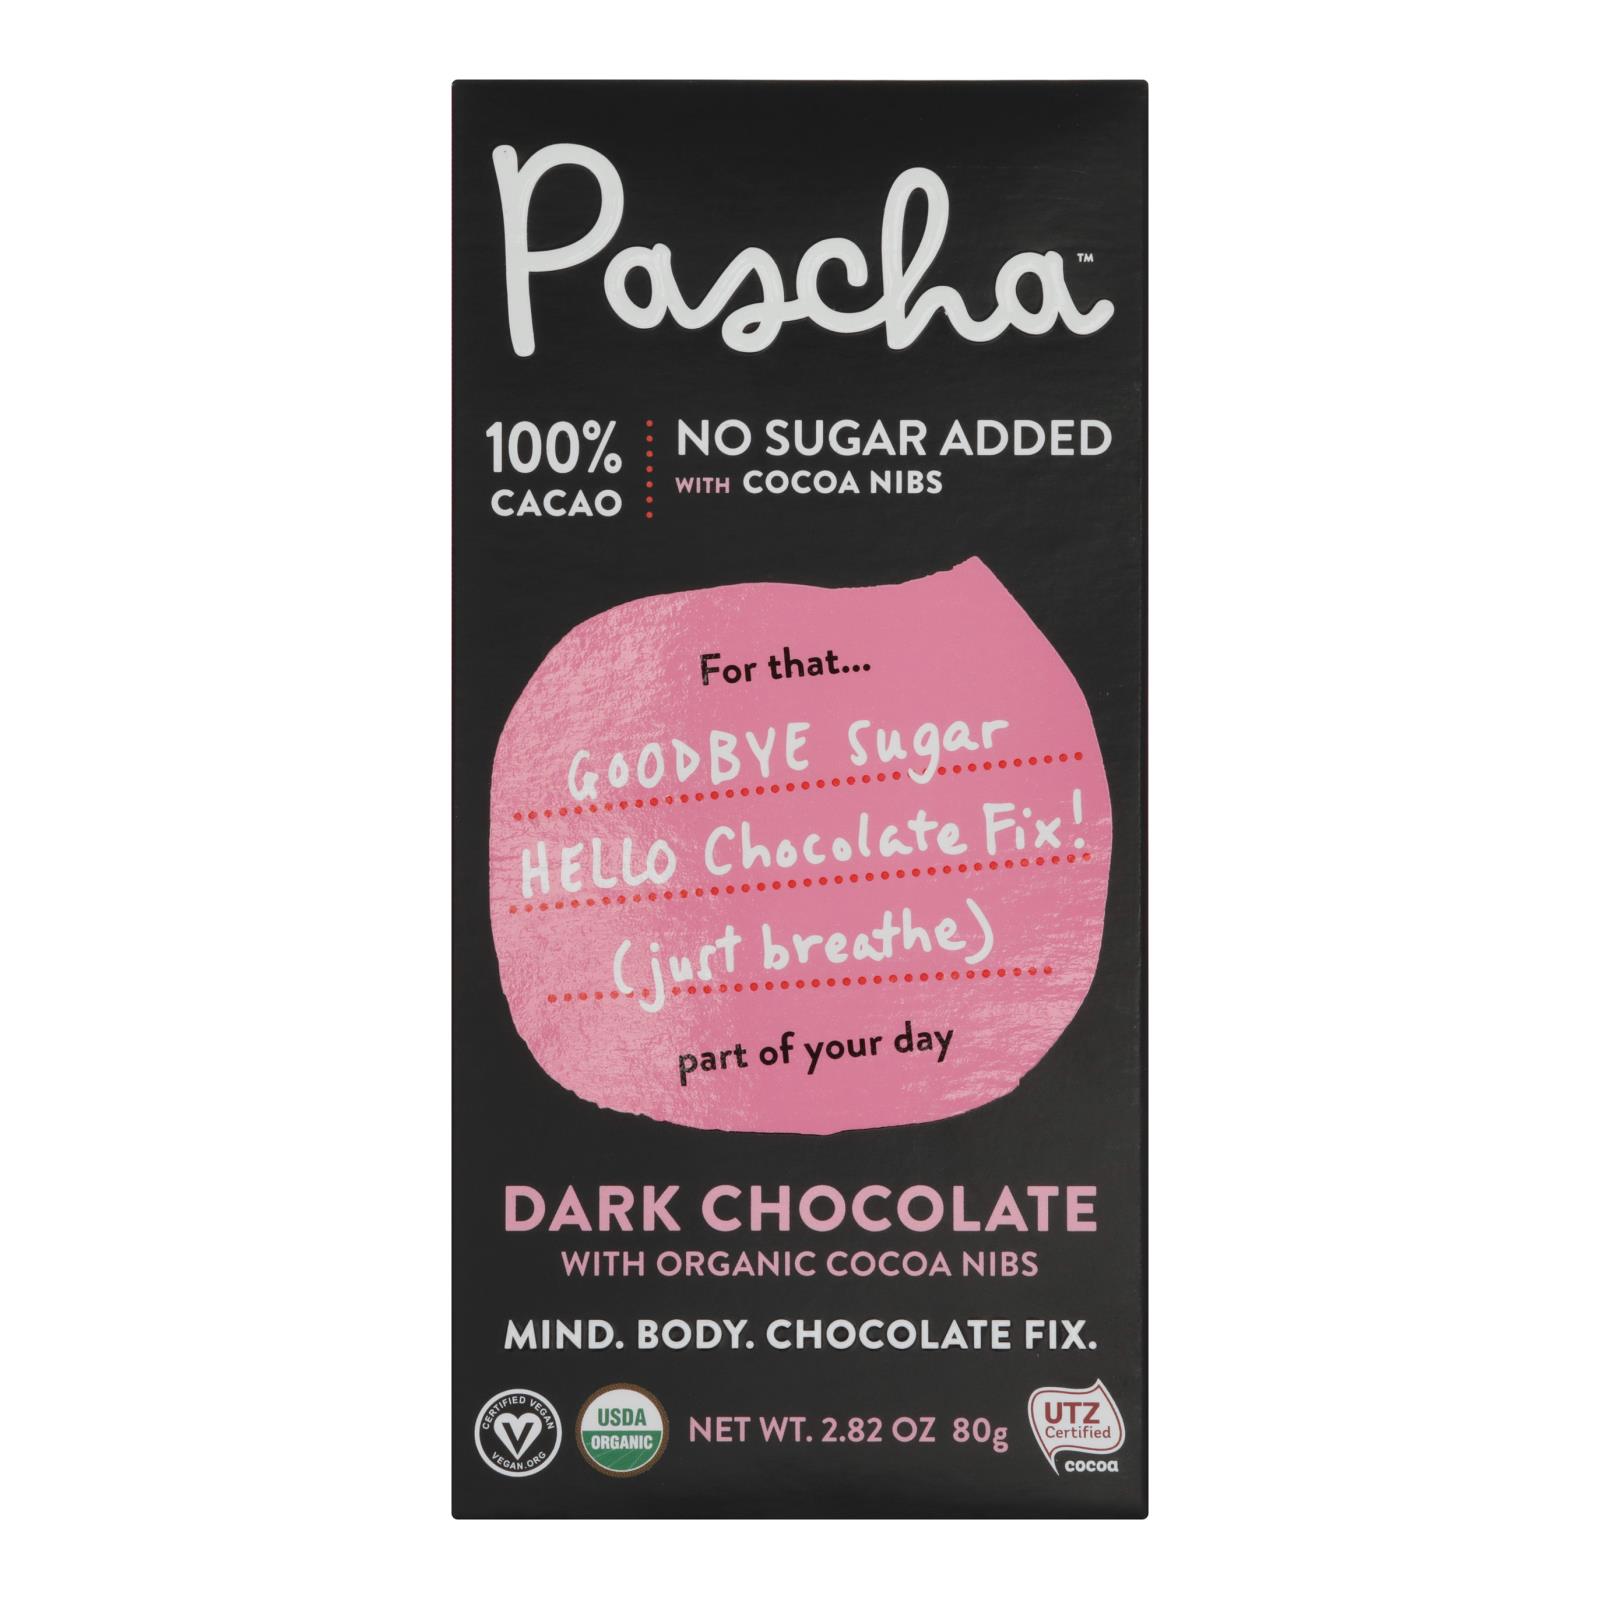 Pascha™
100% CACAO
NO SUGAR ADDED
WITH COCOA NIBS
For that...
GOODBYE Sugar
HELLO Chocolate Fix!
(just breathe)
part of your day
DARK CHOCOLATE
WITH ORGANIC COCOA NIBS
MIND. BODY. CHOCOLATE FIX.
CERTIFIED VEGAN
VEGAN.ORG
USDA
ORGANIC
NET WT. 2.82 OZ 80g
UTZ
Certified
cocoa